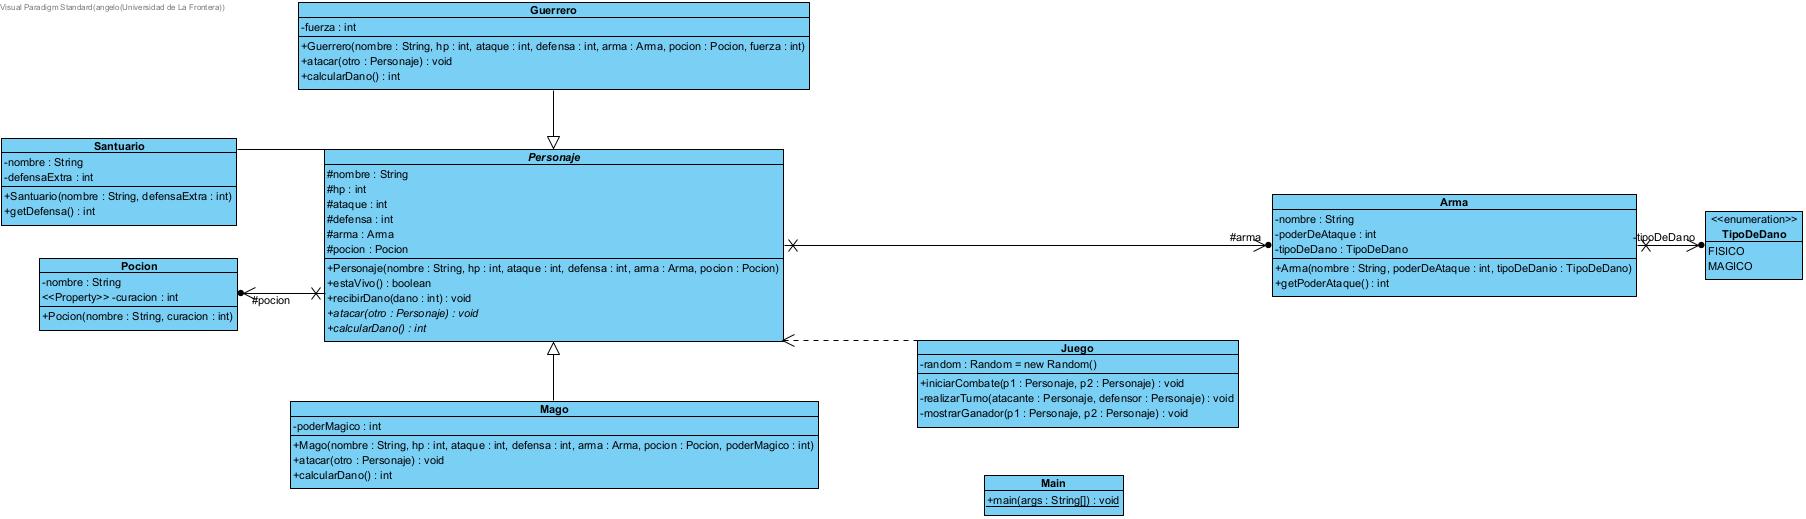 Visual Paradigm Standard(angelo(Universidad de La Frontera))
Guerrero
-fuerza : int
+Guerrero(nombre : String, hp : int, ataque : int, defensa : int, arma : Arma, pocion : Pocion, fuerza : int)
+atacar(otro : Personaje) : void
+calcularDano() : int
Santuario
-nombre : String
-defensaExtra : int
+Santuario(nombre : String, defensaExtra : int)
+getDefensa() : int
Personaje
#nombre : String
#hp : int
#ataque : int
#defensa : int
#arma : Arma
#pocion : Pocion
+Personaje(nombre : String, hp : int, ataque : int, defensa : int, arma : Arma, pocion : Pocion)
+estaVivo() : boolean
+recibirDano(dano : int) : void
+atacar(otro : Personaje) : void
+calcularDano() : int
#arma
Arma
-nombre : String
-poderDeAtaque : int
-tipoDeDano : TipoDeDano
+Arma(nombre : String, poderDeAtaque : int, tipoDeDanio : TipoDeDano)
+getPoderAtaque() : int
-tipoDeDano
<<enumeration>>
TipoDeDano
FISICO
MAGICO
Pocion
-nombre : String
<<Property>> -curacion : int
+Pocion(nombre : String, curacion : int)
#pocion
Juego
-random : Random = new Random()
+iniciarCombate(p1 : Personaje, p2 : Personaje) : void
-realizarTurno(atacante : Personaje, defensor : Personaje) : void
-mostrarGanador(p1 : Personaje, p2 : Personaje) : void
Mago
-poderMagico : int
+Mago(nombre : String, hp : int, ataque : int, defensa : int, arma : Arma, pocion : Pocion, poderMagico : int)
+atacar(otro : Personaje) : void
+calcularDano() : int
Main
+main(args : String[]) : void